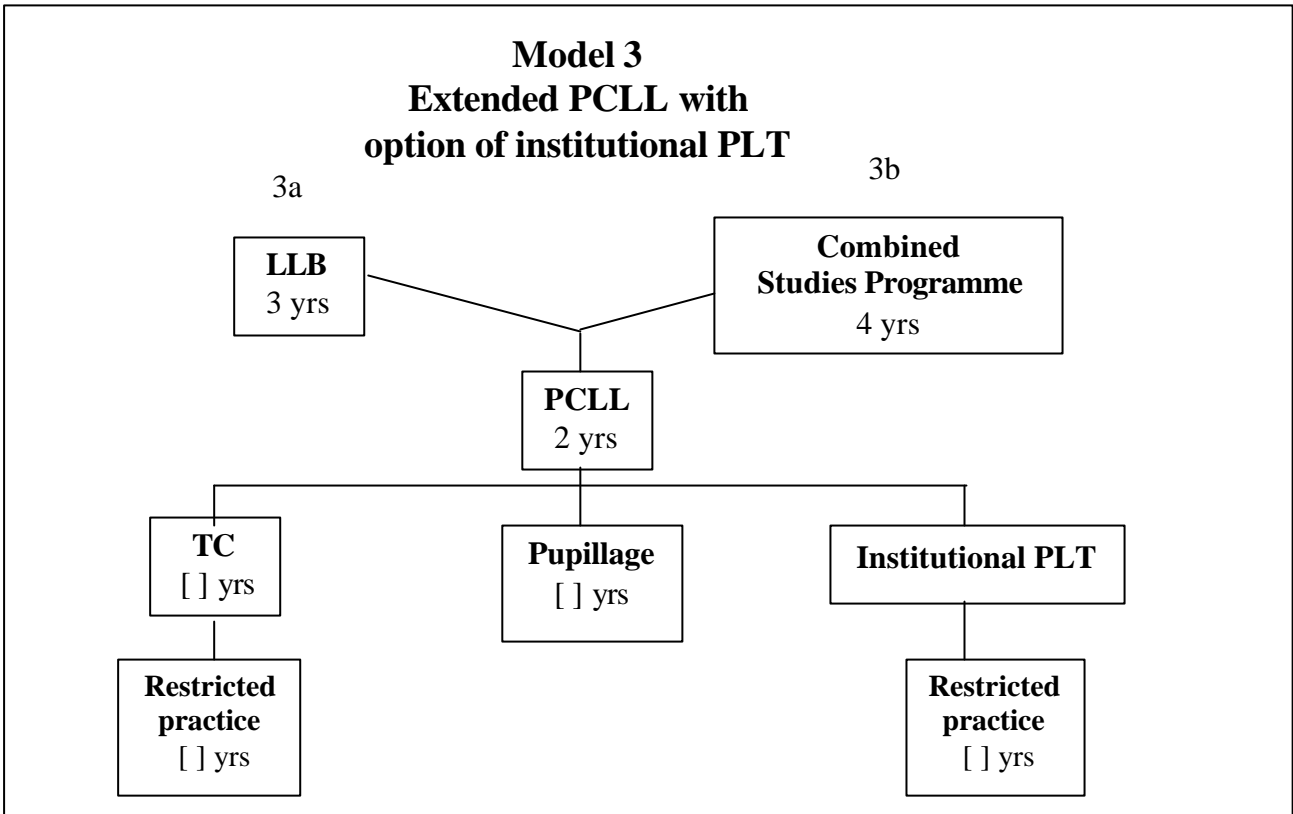 Model 3
Extended PCLL with
option of institutional PLT
3a
3b
LLB
3 yrs
Combined
Studies Programme
4 yrs
PCLL
2 yrs
TC
[ ] yrs
Pupillage
[ ] yrs
Institutional PLT
Restricted
practice
[ ] yrs
Restricted
practice
[ ] yrs